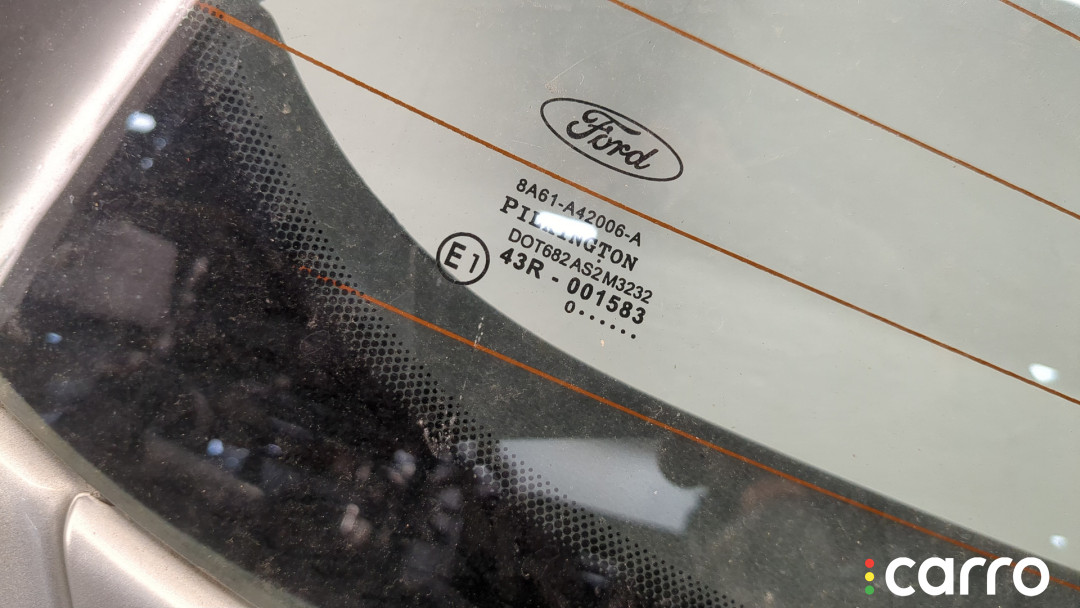 Ford
8A61-A42006-A
PILKINGTON
DOT682 AS2 M3232
43R - 001583
E1
0......
carro